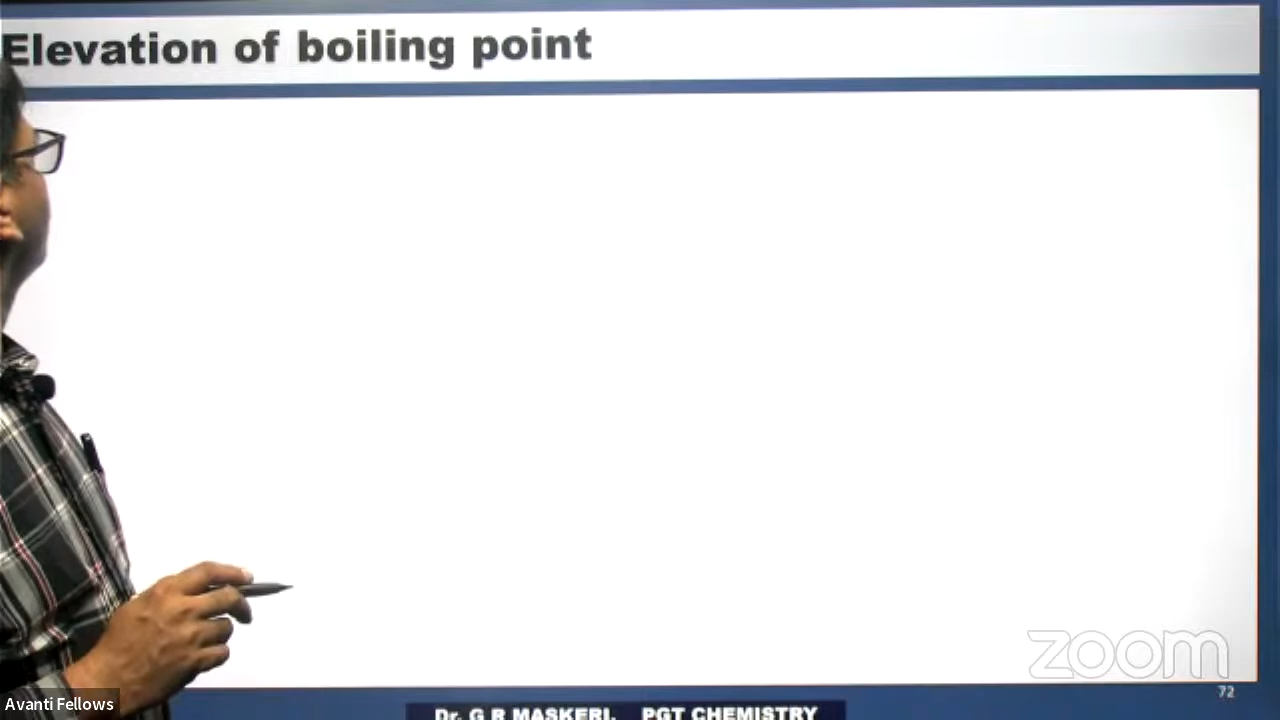 Elevation of boiling point
zoom
72
Avanti Fellows
Dr. G R MASKERI, PGT CHEMISTRY